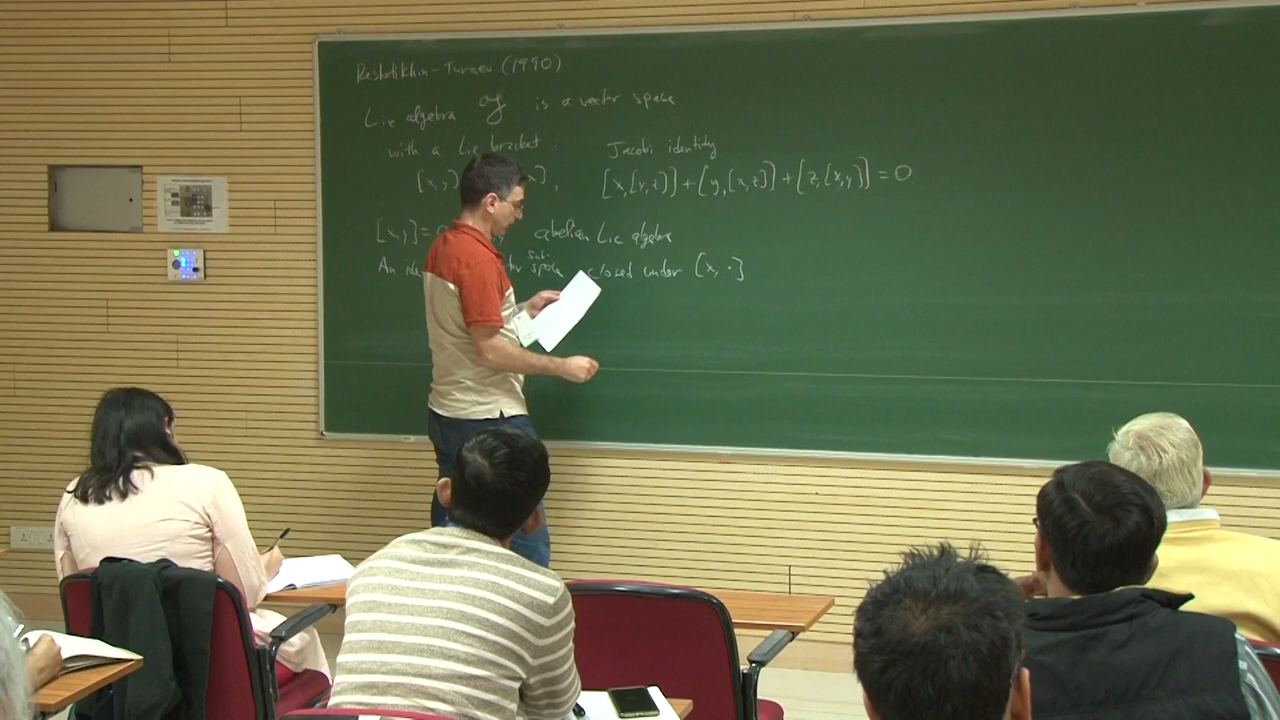 Reshetikhin-Turaev (1990)
Lie algebra 𝔤 is a vector space
with a Lie bracket. Jacobi identity
[x,y] x], [x,[y,z]]+[y,[x,z]]+[z,[x,y]]=0
[x,y]= abelian Lie algebra
An sub
space closed under [x, ·]